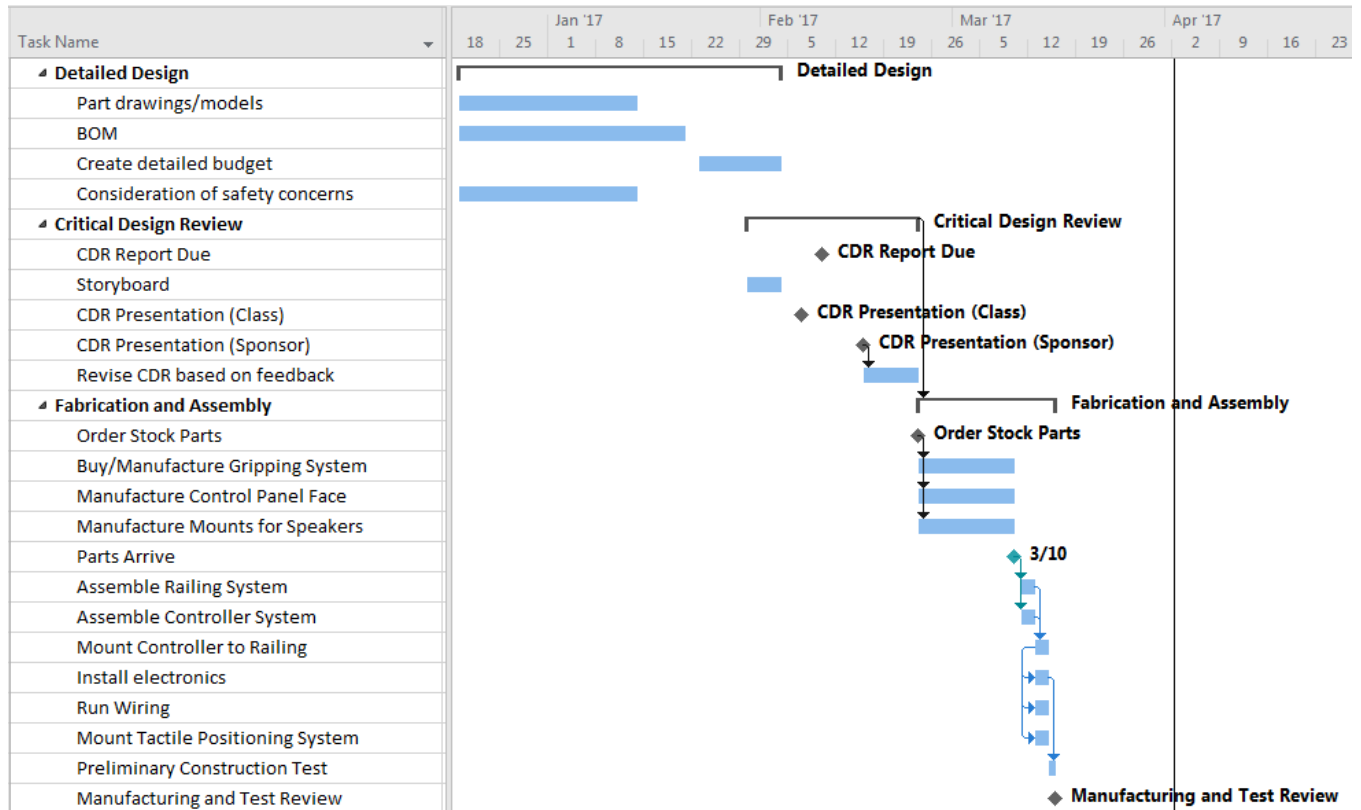 Jan '17 Feb '17 Mar '17 Apr '17
Task Name 18 25 1 8 15 22 29 5 12 19 26 5 12 19 26 2 9 16 23
Detailed Design Detailed Design
Part drawings/models
BOM
Create detailed budget
Consideration of safety concerns
Critical Design Review Critical Design Review
CDR Report Due CDR Report Due
Storyboard
CDR Presentation (Class) CDR Presentation (Class)
CDR Presentation (Sponsor) CDR Presentation (Sponsor)
Revise CDR based on feedback
Fabrication and Assembly Fabrication and Assembly
Order Stock Parts Order Stock Parts
Buy/Manufacture Gripping System
Manufacture Control Panel Face
Manufacture Mounts for Speakers
Parts Arrive 3/10
Assemble Railing System
Assemble Controller System
Mount Controller to Railing
Install electronics
Run Wiring
Mount Tactile Positioning System
Preliminary Construction Test
Manufacturing and Test Review Manufacturing and Test Review